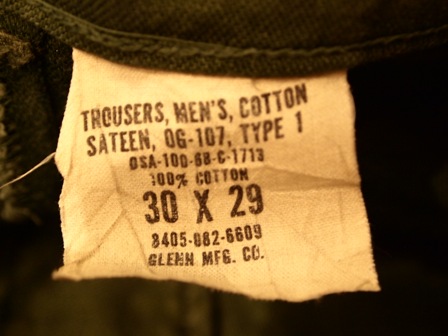 TROUSERS, MEN'S, COTTON
SATEEN, OG-107, TYPE 1
DSA-100-68-C-1713
100% COTTON
30 X 29
8405-082-6609
GLENN MFG. CO.